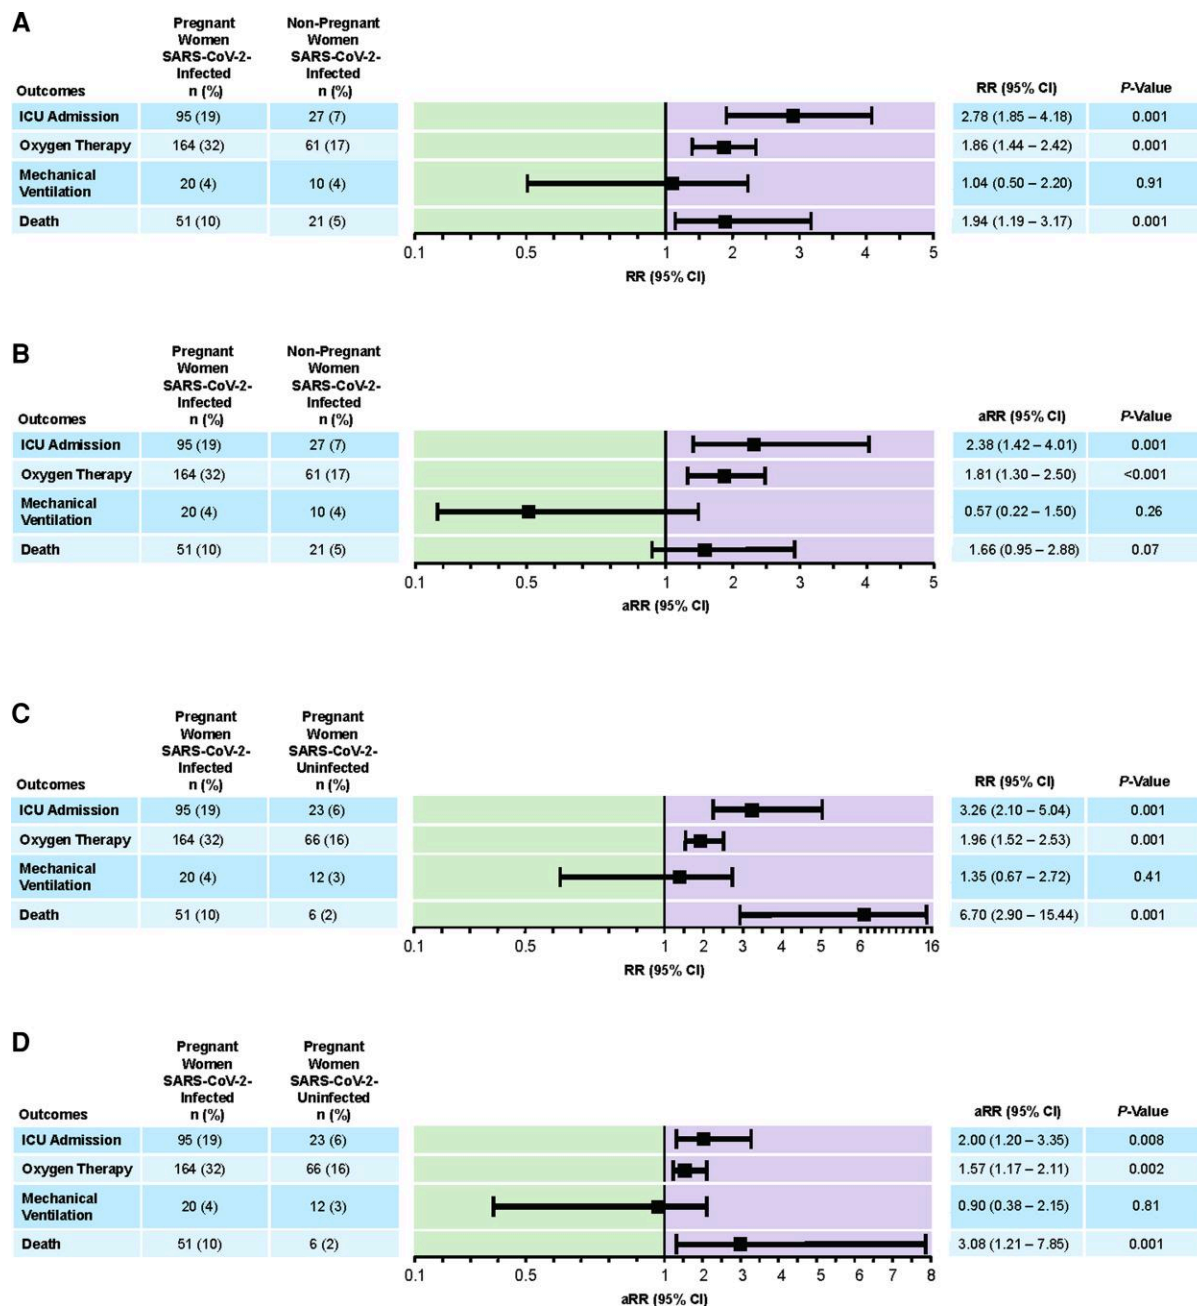 A
Pregnant Women SARS-CoV-2-Infected n (%)
Non-Pregnant Women SARS-CoV-2-Infected n (%)
Outcomes RR (95% CI) P-Value
ICU Admission 95 (19) 27 (7) 2.78 (1.85 – 4.18) 0.001
Oxygen Therapy 164 (32) 61 (17) 1.86 (1.44 – 2.42) 0.001
Mechanical Ventilation 20 (4) 10 (4) 1.04 (0.50 – 2.20) 0.91
Death 51 (10) 21 (5) 1.94 (1.19 – 3.17) 0.001
0.1 0.5 1 2 3 4 5
RR (95% CI)
B
Pregnant Women SARS-CoV-2-Infected n (%)
Non-Pregnant Women SARS-CoV-2-Infected n (%)
Outcomes aRR (95% CI) P-Value
ICU Admission 95 (19) 27 (7) 2.38 (1.42 – 4.01) 0.001
Oxygen Therapy 164 (32) 61 (17) 1.81 (1.30 – 2.50) <0.001
Mechanical Ventilation 20 (4) 10 (4) 0.57 (0.22 – 1.50) 0.26
Death 51 (10) 21 (5) 1.66 (0.95 – 2.88) 0.07
0.1 0.5 1 2 3 4 5
aRR (95% CI)
C
Pregnant Women SARS-CoV-2-Infected n (%)
Pregnant Women SARS-CoV-2-Uninfected n (%)
Outcomes RR (95% CI) P-Value
ICU Admission 95 (19) 23 (6) 3.26 (2.10 – 5.04) 0.001
Oxygen Therapy 164 (32) 66 (16) 1.96 (1.52 – 2.53) 0.001
Mechanical Ventilation 20 (4) 12 (3) 1.35 (0.67 – 2.72) 0.41
Death 51 (10) 6 (2) 6.70 (2.90 – 15.44) 0.001
0.1 0.5 1 2 3 4 5 6 16
RR (95% CI)
D
Pregnant Women SARS-CoV-2-Infected n (%)
Pregnant Women SARS-CoV-2-Uninfected n (%)
Outcomes aRR (95% CI) P-Value
ICU Admission 95 (19) 23 (6) 2.00 (1.20 – 3.35) 0.008
Oxygen Therapy 164 (32) 66 (16) 1.57 (1.17 – 2.11) 0.002
Mechanical Ventilation 20 (4) 12 (3) 0.90 (0.38 – 2.15) 0.81
Death 51 (10) 6 (2) 3.08 (1.21 – 7.85) 0.001
0.1 0.5 1 2 3 4 5 6 7 8
aRR (95% CI)